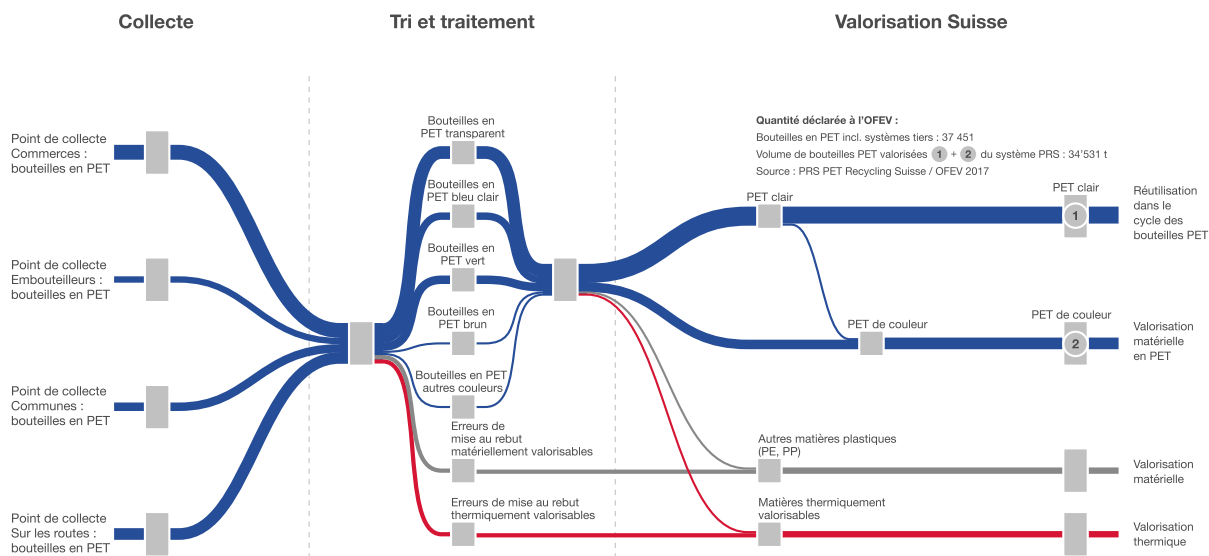 Collecte
Tri et traitement
Valorisation Suisse
Point de collecte
Commerces :
bouteilles en PET
Point de collecte
Embouteilleurs :
bouteilles en PET
Point de collecte
Communes :
bouteilles en PET
Point de collecte
Sur les routes :
bouteilles en PET
Bouteilles en
PET transparent
Bouteilles en
PET bleu clair
Bouteilles en
PET vert
Bouteilles en
PET brun
Bouteilles en PET
autres couleurs
Erreurs de
mise au rebut
matériellement valorisables
Erreurs de mise au rebut
thermiquement valorisables
Quantité déclarée à l'OFEV :
Bouteilles en PET incl. systèmes tiers : 37 451
Volume de bouteilles PET valorisées 1 + 2 du système PRS : 34'531 t
Source : PRS PET Recycling Suisse / OFEV 2017
PET clair
PET de couleur
Autres matières plastiques
(PE, PP)
Matières thermiquement
valorisables
PET clair
1
PET de couleur
2
Réutilisation
dans le
cycle des
bouteilles PET
Valorisation
matérielle
en PET
Valorisation
matérielle
Valorisation
thermique